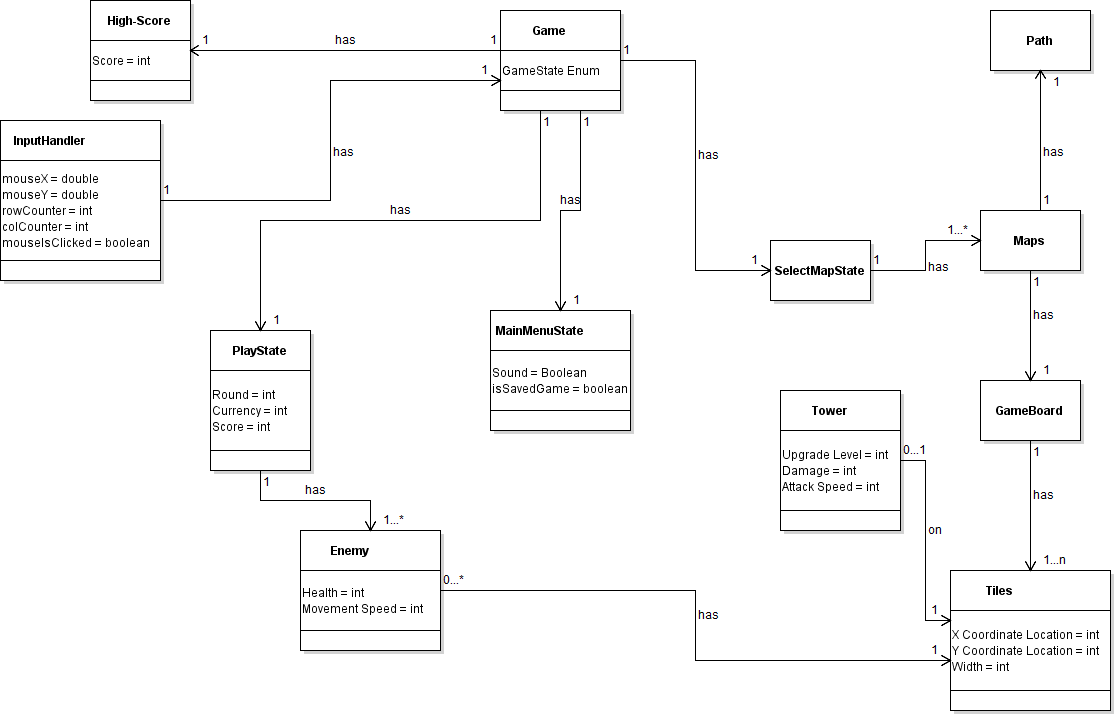 High-Score
Score = int
1
has
1
Game
GameState Enum
1
1
has
1
1
has
1
Path
1
has
1
InputHandler
mouseX = double
mouseY = double
rowCounter = int
colCounter = int
mouseIsClicked = boolean
1
has
has
1
1
SelectMapState
1
has
1...*
Maps
1
has
1
PlayState
Round = int
Currency = int
Score = int
1
has
1...*
1
MainMenuState
Sound = Boolean
isSavedGame = boolean
1
GameBoard
1
has
1...n
Tower
Upgrade Level = int
Damage = int
Attack Speed = int
0...1
on
1
Enemy
Health = int
Movement Speed = int
0...*
has
1
Tiles
X Coordinate Location = int
Y Coordinate Location = int
Width = int